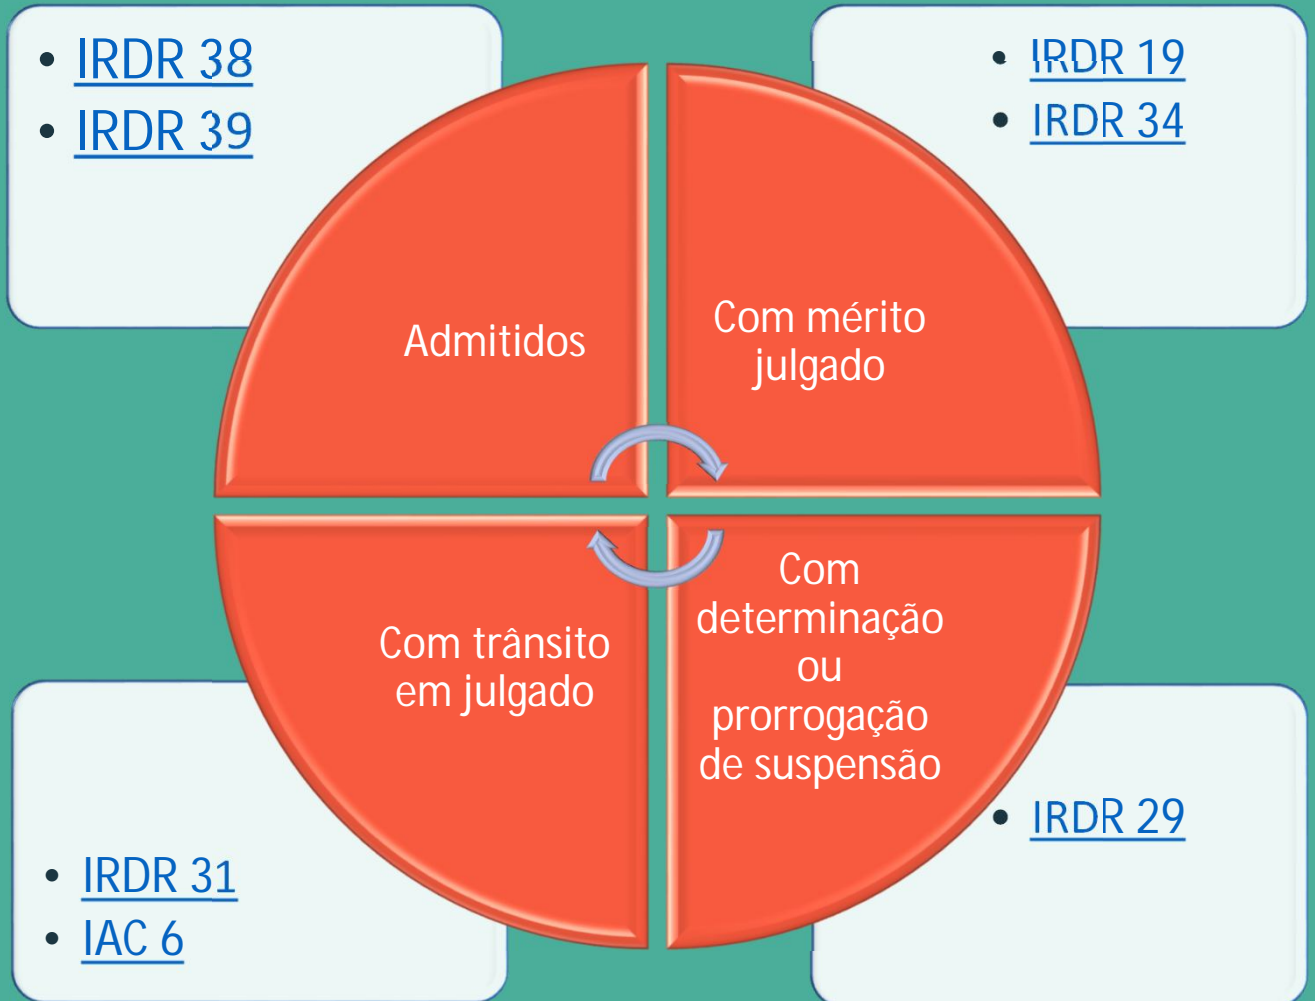 • IRDR 38
• IRDR 39
• IRDR 19
• IRDR 34
Admitidos
Com mérito
julgado
Com trânsito
em julgado
Com
determinação
ou
prorrogação
de suspensão
• IRDR 31
• IAC 6
• IRDR 29